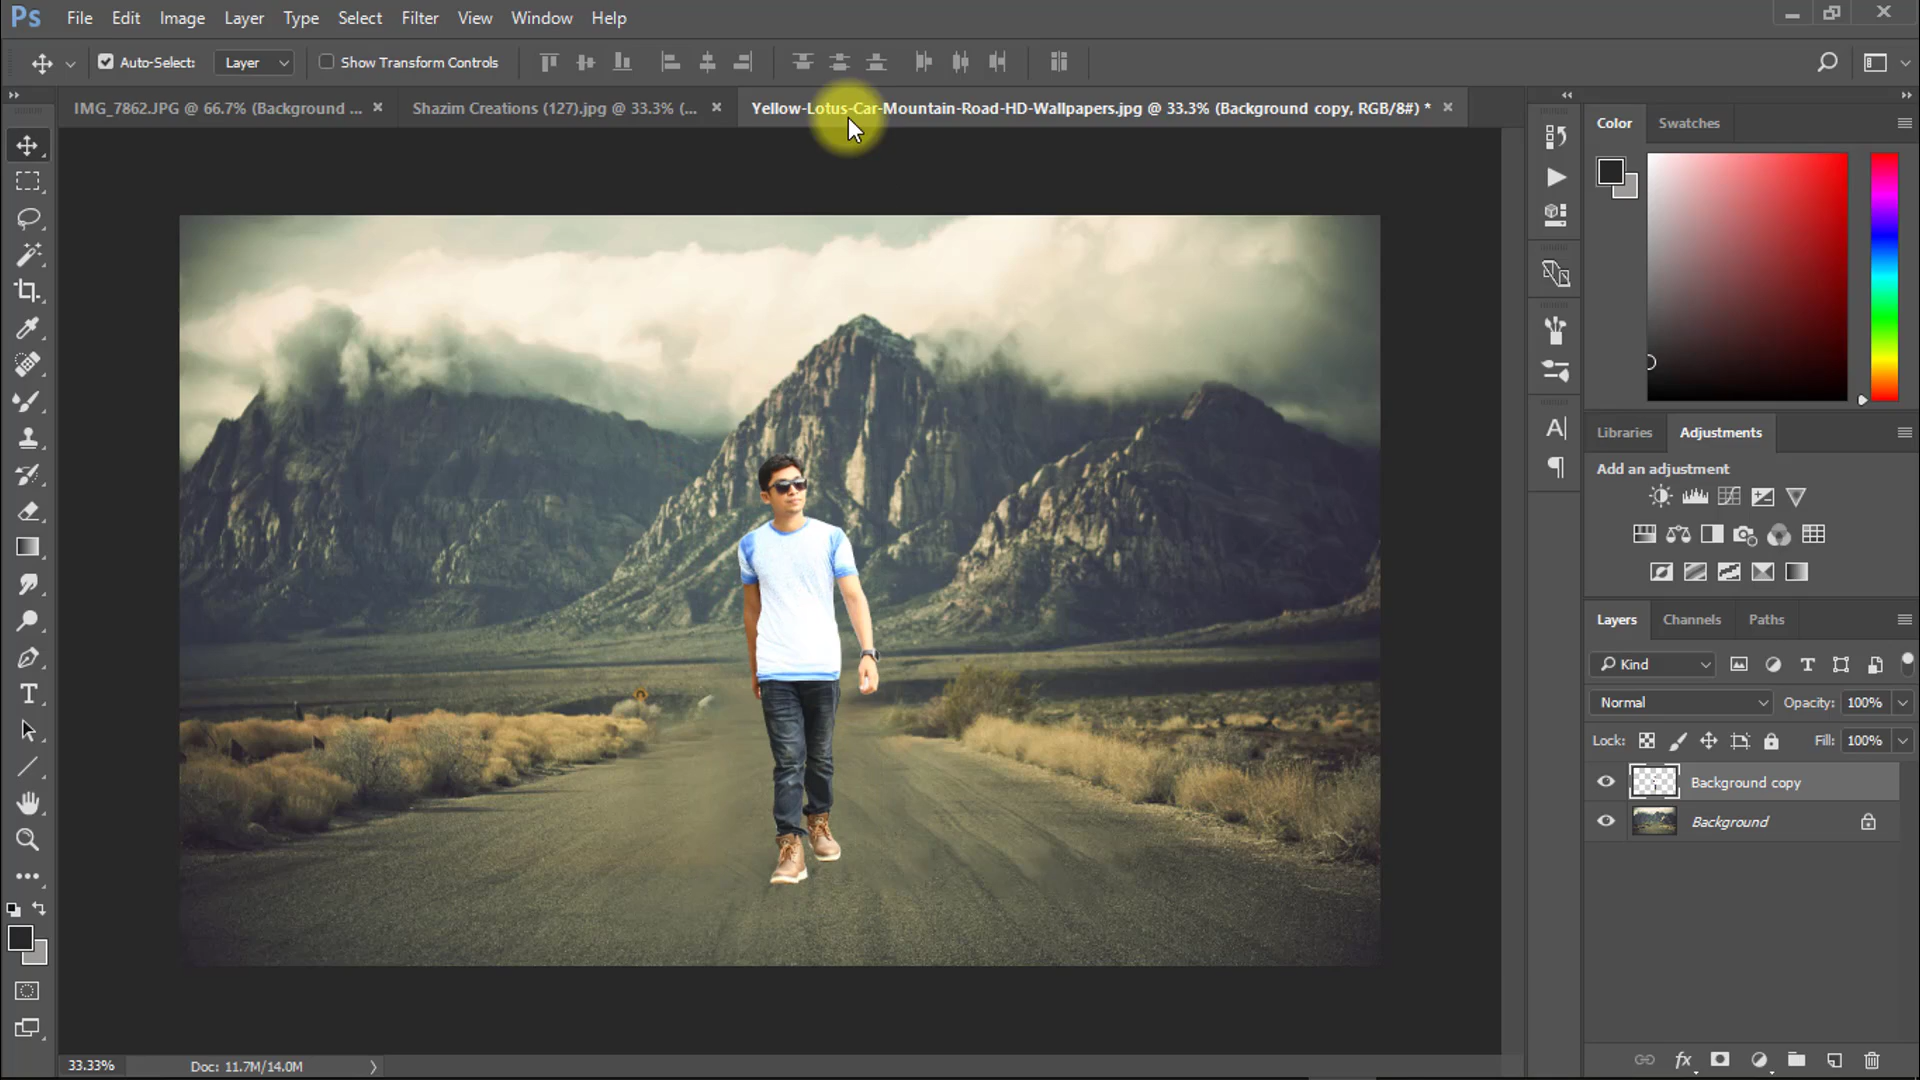 Ps File Edit Image Layer Type Select Filter View Window Help
Auto-Select: Layer Show Transform Controls
IMG_7862.JPG @ 66.7% (Background ... × Shazim Creations (127).jpg @ 33.3% (... × Yellow-Lotus-Car-Mountain-Road-HD-Wallpapers.jpg @ 33.3% (Background copy, RGB/8#) * ×
Color Swatches
Libraries Adjustments
Add an adjustment
Layers Channels Paths
Kind
Normal Opacity: 100%
Lock: Fill: 100%
Background copy
Background
33.33% Doc: 11.7M/14.0M